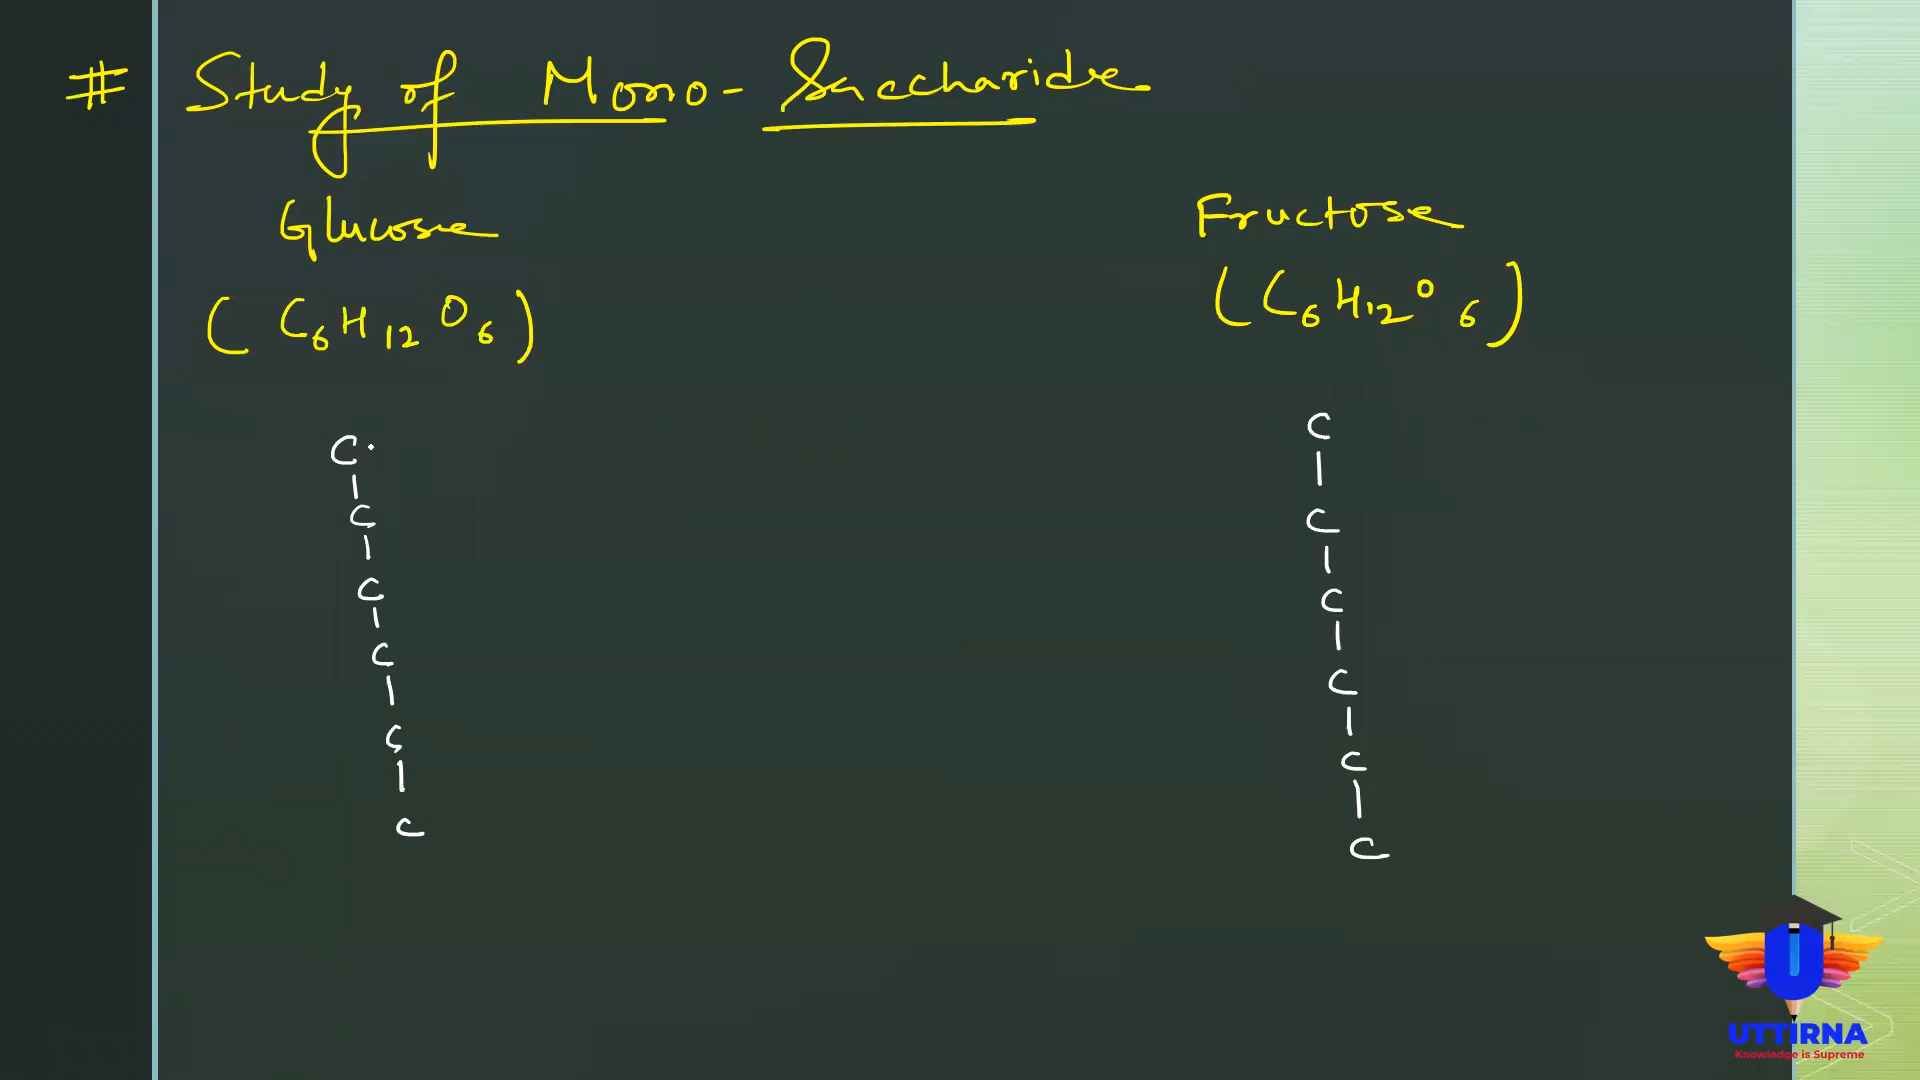 # Study of Mono-Saccharide
Glucose
Fructose
(C6H12O6)
(C6H12O6)
C
C
C
C
C
C
C
C
C
C
C
C
U
UTTIRNA
Knowledge is Supreme